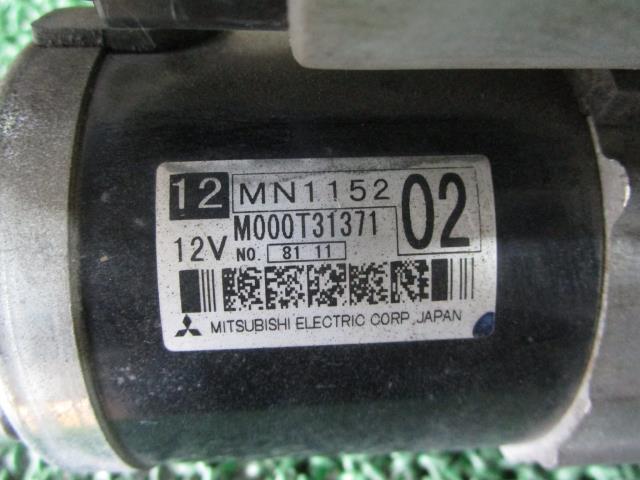 12 MN1152 02
M000T31371
12V NO. 81 11
MITSUBISHI ELECTRIC CORP. JAPAN